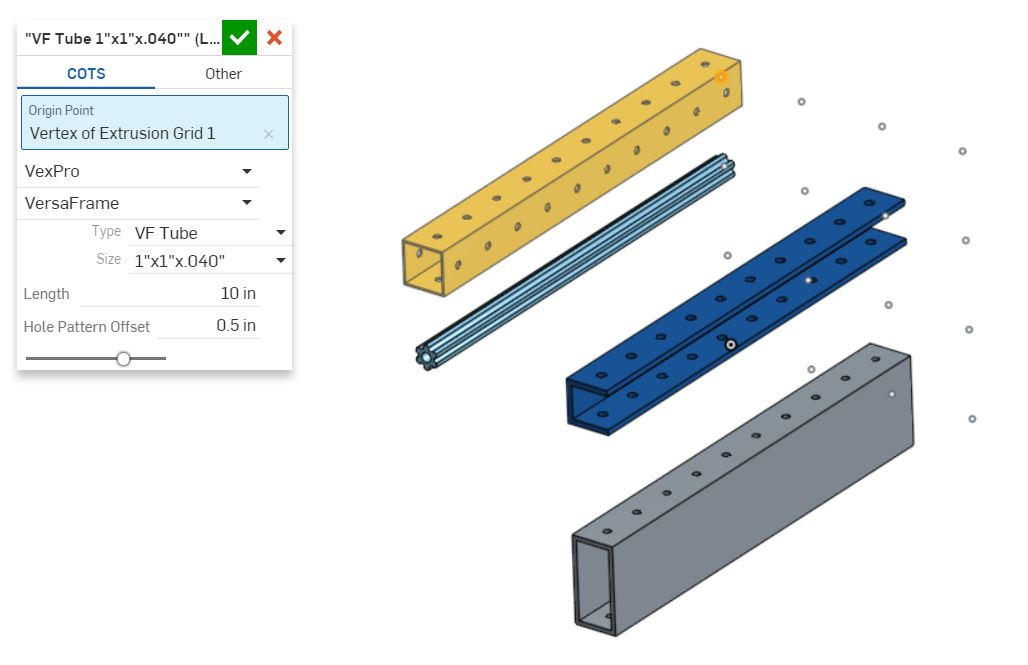 "VF Tube 1"x1"x.040"" (L...
COTS Other
Origin Point
Vertex of Extrusion Grid 1
VexPro
VersaFrame
Type VF Tube
Size 1"x1"x.040"
Length 10 in
Hole Pattern Offset 0.5 in